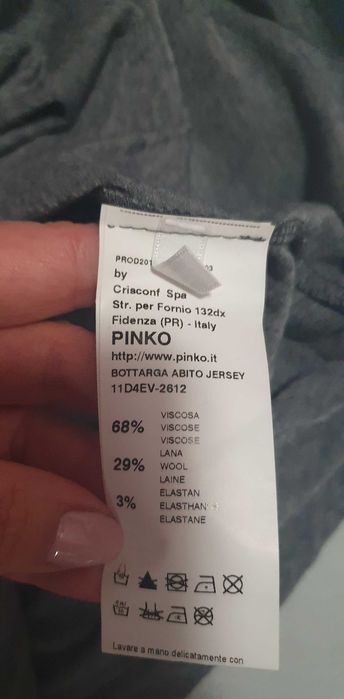 by
Crisconf Spa
Str. per Fornio 132dx
Fidenza (PR) - Italy
PINKO
http://www.pinko.it
BOTTARGA ABITO JERSEY
11D4EV-2612
68% VISCOSA
VISCOSE
VISCOSE
LANA
29% WOOL
LAINE
ELASTAN
3% ELASTHAN
ELASTANE
Lavare a mano delicatamente con